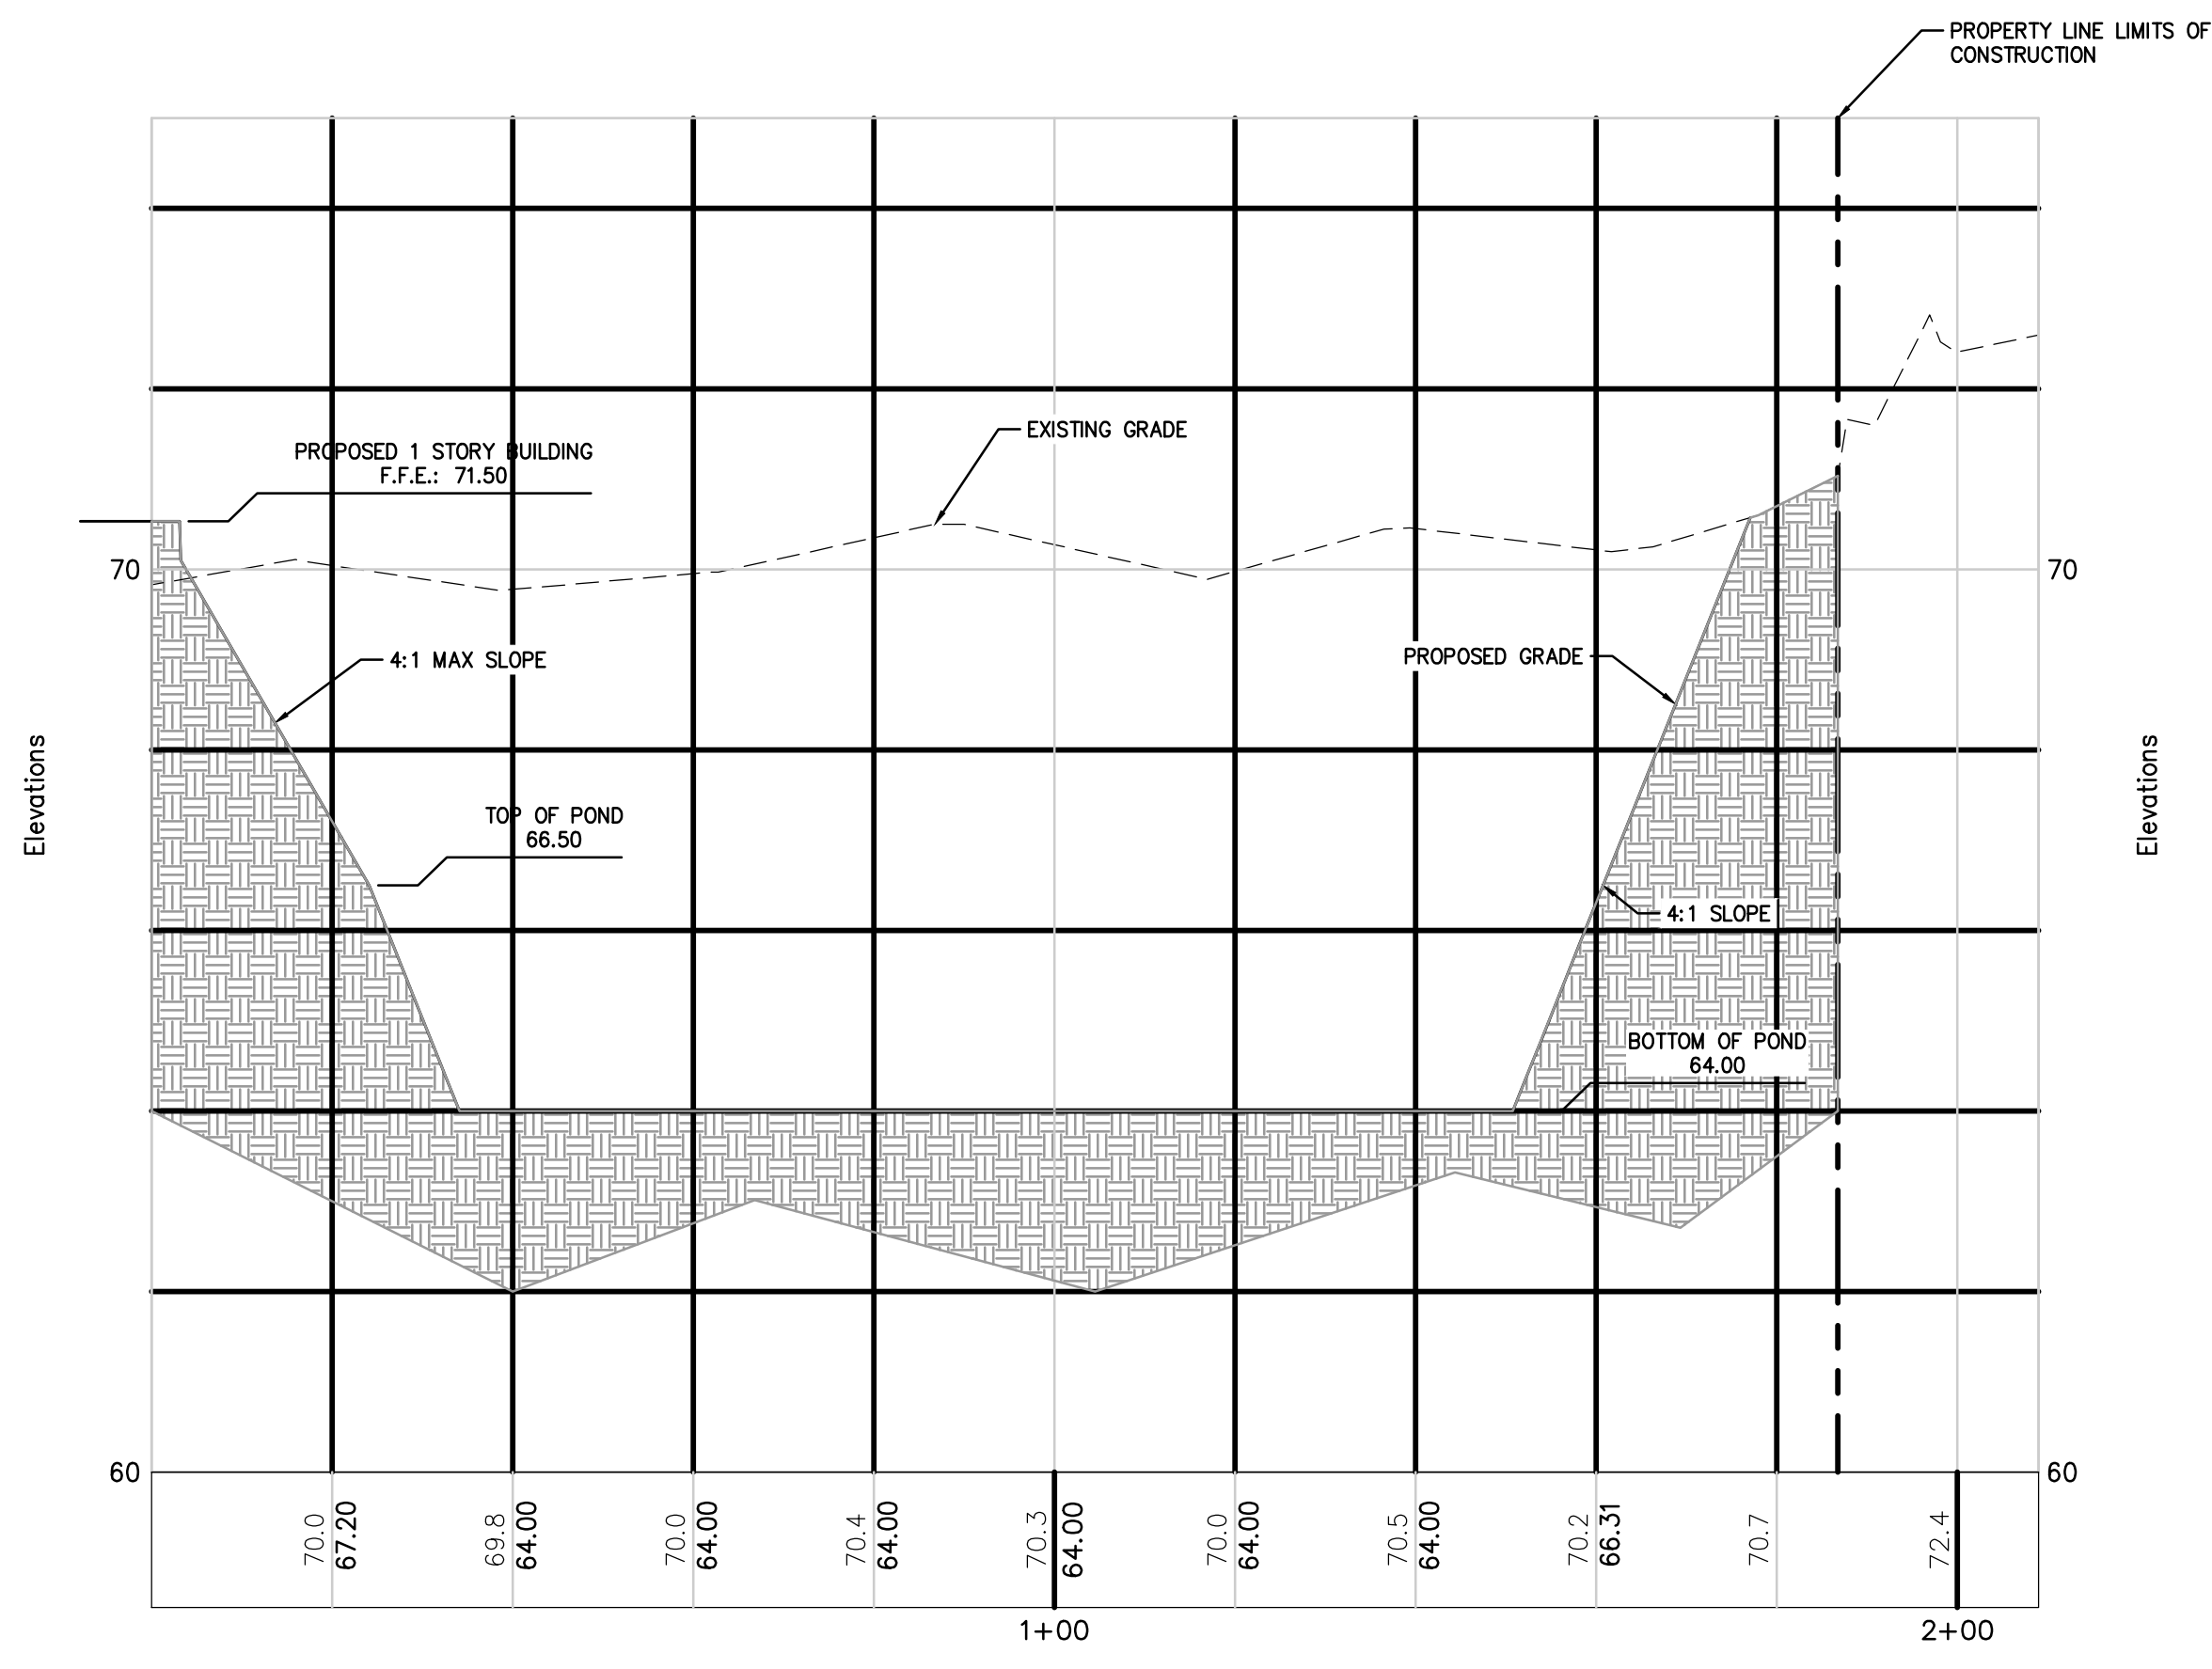 PROPERTY LINE LIMITS OF
CONSTRUCTION
EXISTING GRADE
PROPOSED 1 STORY BUILDING
F.F.E.: 71.50
70
70
4:1 MAX SLOPE
PROPOSED GRADE
Elevations
Elevations
TOP OF POND
66.50
4:1 SLOPE
BOTTOM OF POND
64.00
60
60
70.0
67.20
69.8
64.00
70.0
64.00
70.4
64.00
70.3
64.00
70.0
64.00
70.5
64.00
70.2
66.31
70.7
72.4
1+00
2+00